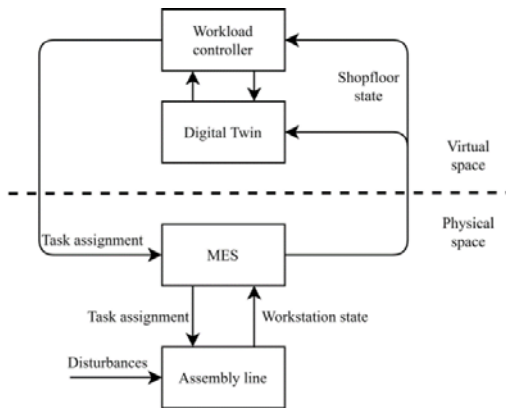 Workload
controller
Shopfloor
state
Digital Twin
Virtual
space
Physical
space
Task assignment
MES
Task assignment
Workstation state
Disturbances
Assembly line